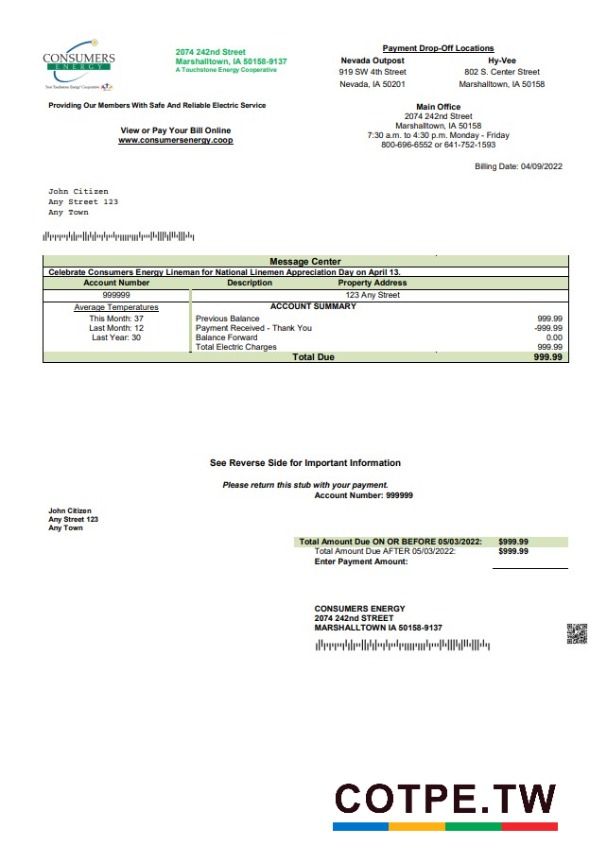 CONSUMERS
ENERGY
Your Touchstone Energy® Cooperative
2074 242nd Street
Marshalltown, IA 50158-9137
A Touchstone Energy Cooperative
Payment Drop-Off Locations
Nevada Outpost Hy-Vee
919 SW 4th Street 802 S. Center Street
Nevada, IA 50201 Marshalltown, IA 50158
Providing Our Members With Safe And Reliable Electric Service
Main Office
2074 242nd Street
Marshalltown, IA 50158
7:30 a.m. to 4:30 p.m. Monday - Friday
800-696-6552 or 641-752-1593
View or Pay Your Bill Online
www.consumersenergy.coop
Billing Date: 04/09/2022
John Citizen
Any Street 123
Any Town
Message Center
Celebrate Consumers Energy Lineman for National Linemen Appreciation Day on April 13.
Account Number Description Property Address
999999 123 Any Street
Average Temperatures ACCOUNT SUMMARY
This Month: 37 Previous Balance 999.99
Last Month: 12 Payment Received - Thank You -999.99
Last Year: 30 Balance Forward 0.00
Total Electric Charges 999.99
Total Due 999.99
See Reverse Side for Important Information
Please return this stub with your payment.
Account Number: 999999
John Citizen
Any Street 123
Any Town
Total Amount Due ON OR BEFORE 05/03/2022: $999.99
Total Amount Due AFTER 05/03/2022: $999.99
Enter Payment Amount:
CONSUMERS ENERGY
2074 242nd STREET
MARSHALLTOWN IA 50158-9137
COTPE.TW